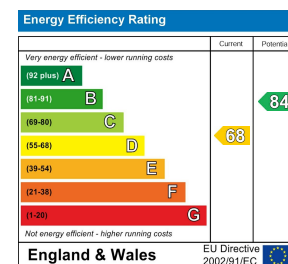 Energy Efficiency Rating
Current Potential
Very energy efficient - lower running costs
(92 plus) A
(81-91) B
84
(69-80) C
(55-68) D
68
(39-54) E
(21-38) F
(1-20) G
Not energy efficient - higher running costs
England & Wales
EU Directive
2002/91/EC